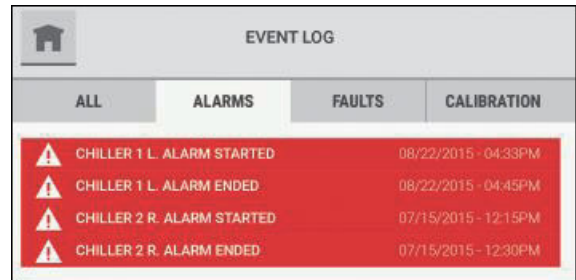 EVENT LOG
ALL ALARMS FAULTS CALIBRATION
CHILLER 1 L. ALARM STARTED 08/22/2015 - 04:33PM
CHILLER 1 L. ALARM ENDED 08/22/2015 - 04:45PM
CHILLER 2 R. ALARM STARTED 07/15/2015 - 12:15PM
CHILLER 2 R. ALARM ENDED 07/15/2015 - 12:30PM